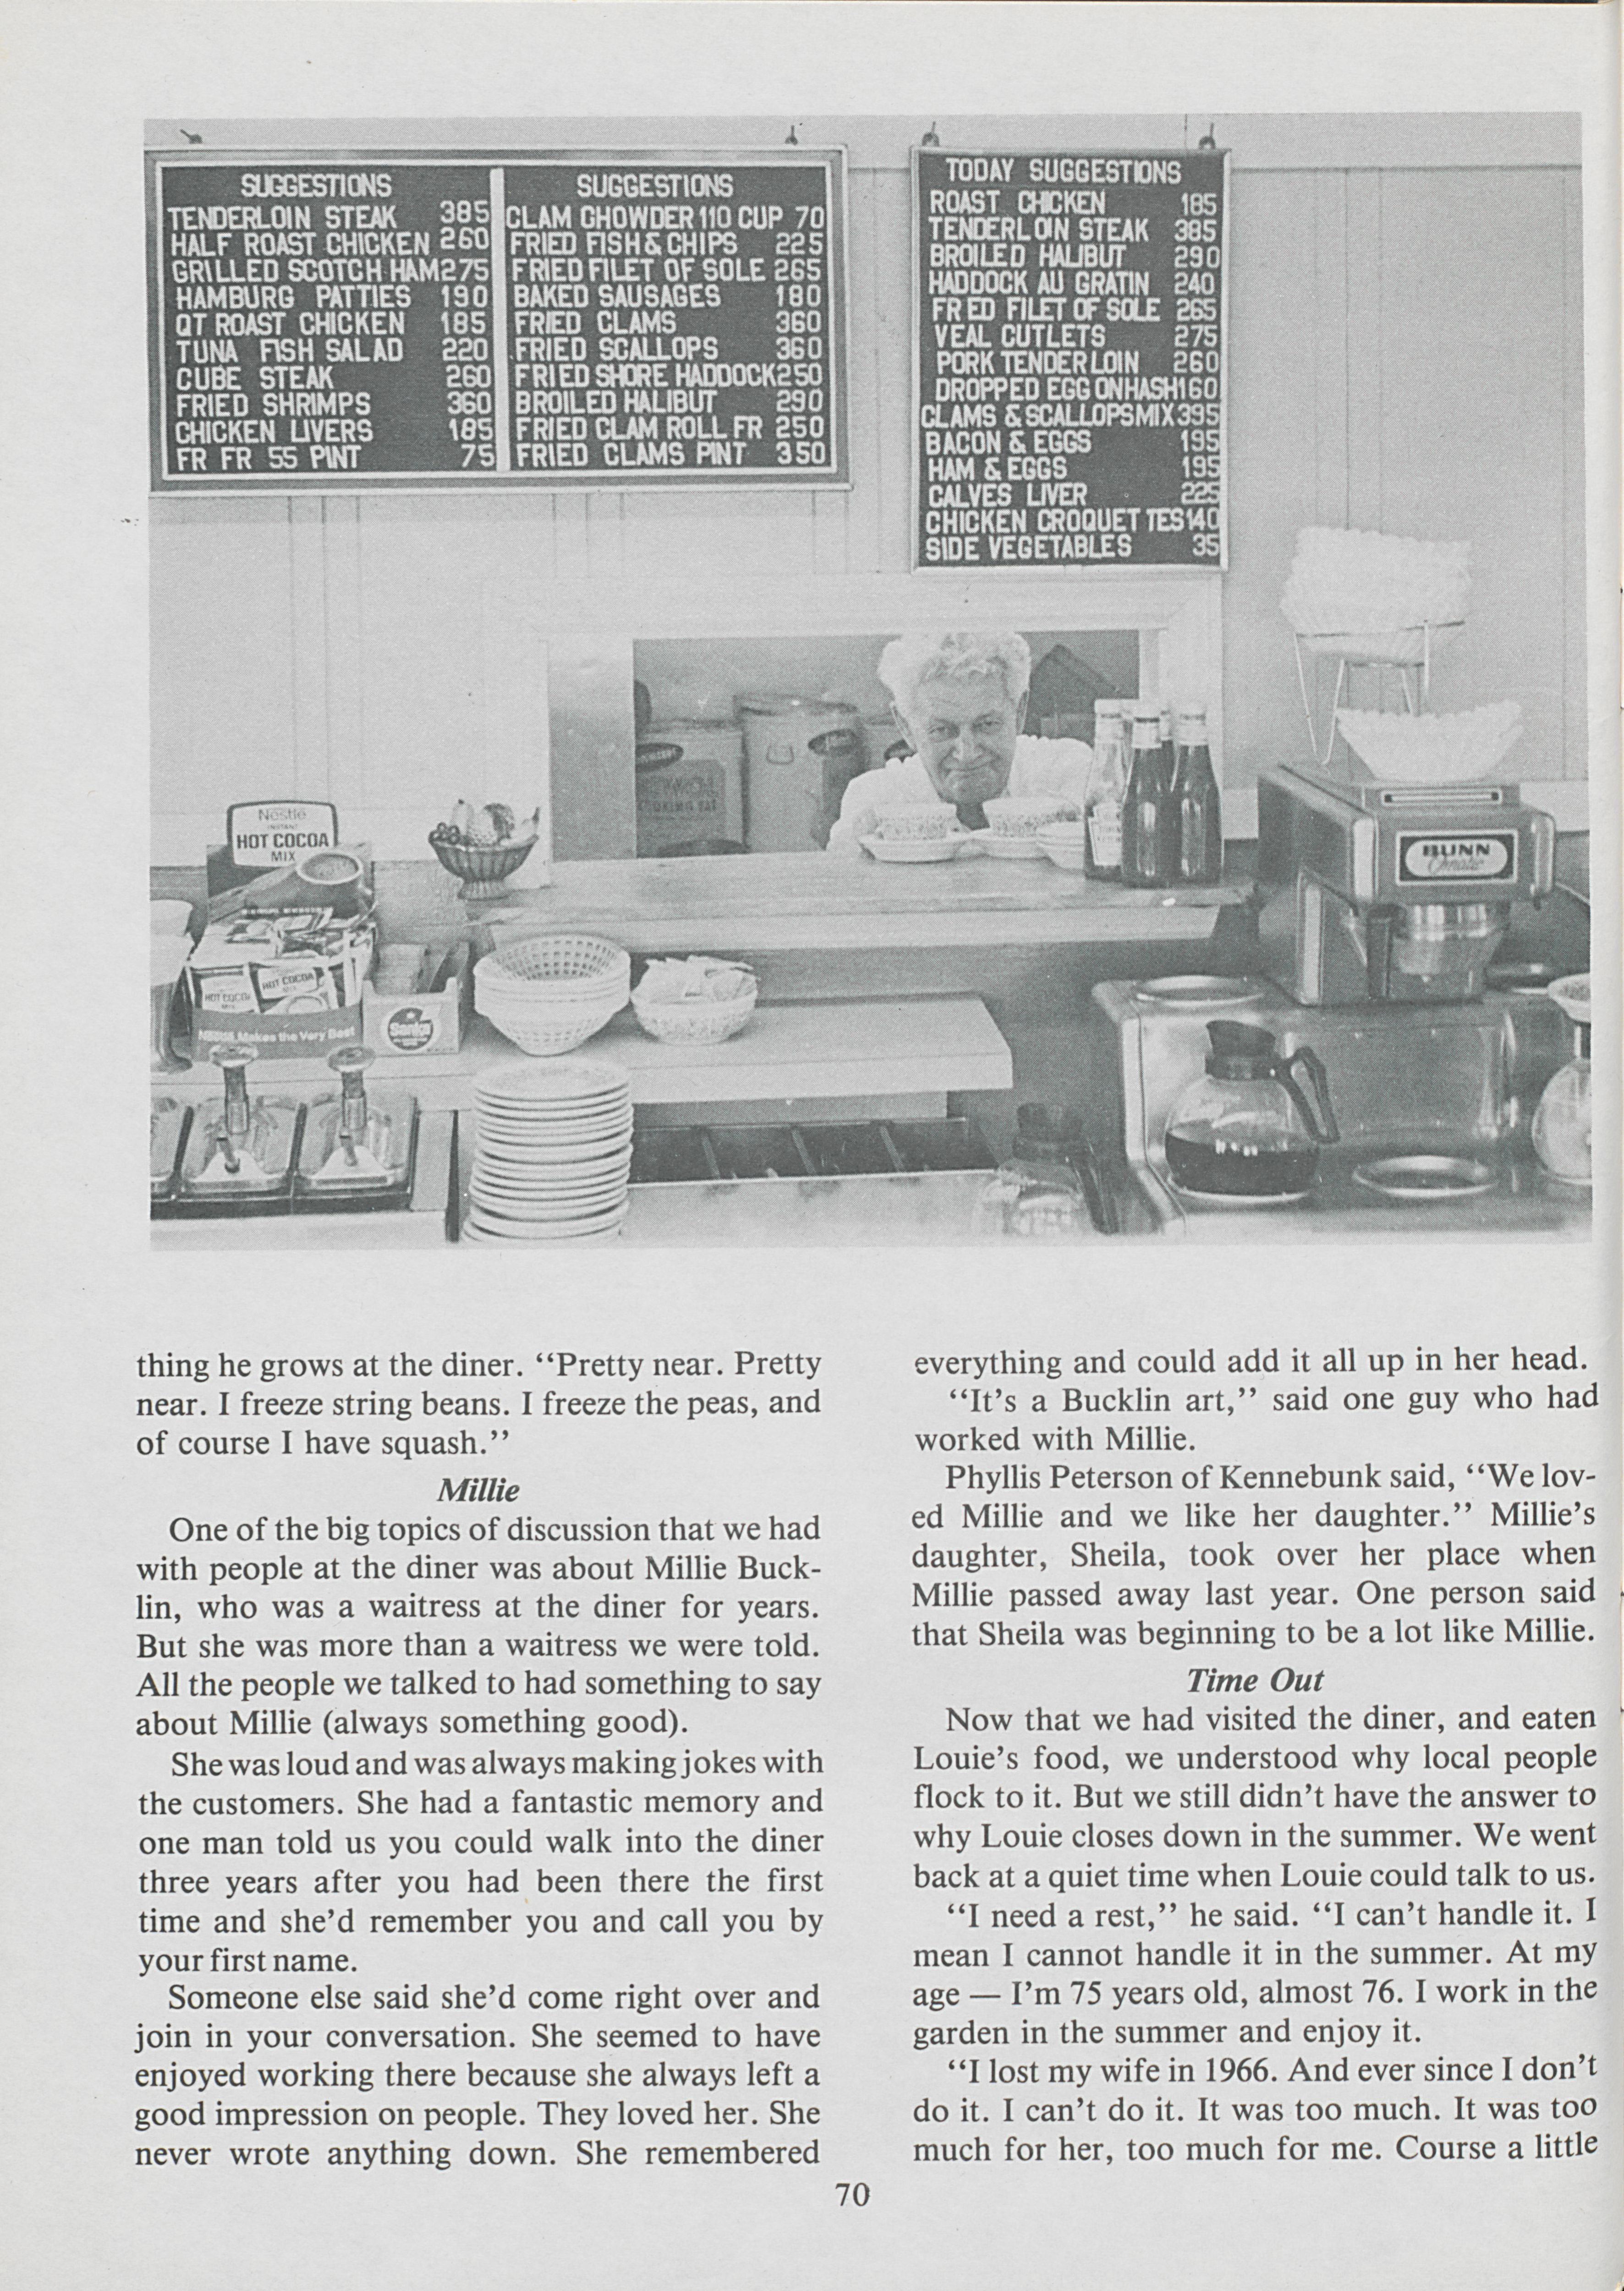 SUGGESTIONS
TENDERLOIN STEAK 385
HALF ROAST CHICKEN 260
GRILLED SCOTCH HAM 275
HAMBURG PATTIES 190
QT ROAST CHICKEN 185
TUNA FISH SALAD 220
CUBE STEAK 260
FRIED SHRIMPS 360
CHICKEN LIVERS 185
FR FR 55 PINT 75
SUGGESTIONS
CLAM CHOWDER 110 CUP 70
FRIED FISH & CHIPS 225
FRIED FILET OF SOLE 265
BAKED SAUSAGES 180
FRIED CLAMS 360
FRIED SCALLOPS 360
FRIED SHORE HADDOCK 250
BROILED HALIBUT 290
FRIED CLAM ROLL FR 250
FRIED CLAMS PINT 350
TODAY SUGGESTIONS
ROAST CHICKEN 185
TENDERLOIN STEAK 385
BROILED HALIBUT 290
HADDOCK AU GRATIN 240
FR ED FILET OF SOLE 265
VEAL CUTLETS 275
PORK TENDERLOIN 260
DROPPED EGG ON HASH 160
CLAMS & SCALLOPS MIX 395
BACON & EGGS 195
HAM & EGGS 195
CALVES LIVER 225
CHICKEN CROQUET TES 140
SIDE VEGETABLES 35
Nestle
INSTANT
HOT COCOA
MIX
HOT COCOA
MIX
HOT COCOA
MIX
Makes the Very Best
Sanka
COOKING FAT
BUNN
Omatic
thing he grows at the diner. “Pretty near. Pretty
near. I freeze string beans. I freeze the peas, and
of course I have squash.”
Millie
One of the big topics of discussion that we had
with people at the diner was about Millie Buck-
lin, who was a waitress at the diner for years.
But she was more than a waitress we were told.
All the people we talked to had something to say
about Millie (always something good).
She was loud and was always making jokes with
the customers. She had a fantastic memory and
one man told us you could walk into the diner
three years after you had been there the first
time and she’d remember you and call you by
your first name.
Someone else said she’d come right over and
join in your conversation. She seemed to have
enjoyed working there because she always left a
good impression on people. They loved her. She
never wrote anything down. She remembered
everything and could add it all up in her head.
“It’s a Bucklin art,” said one guy who had
worked with Millie.
Phyllis Peterson of Kennebunk said, “We lov-
ed Millie and we like her daughter.” Millie’s
daughter, Sheila, took over her place when
Millie passed away last year. One person said
that Sheila was beginning to be a lot like Millie.
Time Out
Now that we had visited the diner, and eaten
Louie’s food, we understood why local people
flock to it. But we still didn’t have the answer to
why Louie closes down in the summer. We went
back at a quiet time when Louie could talk to us.
“I need a rest,” he said. “I can’t handle it. I
mean I cannot handle it in the summer. At my
age — I’m 75 years old, almost 76. I work in the
garden in the summer and enjoy it.
“I lost my wife in 1966. And ever since I don’t
do it. I can’t do it. It was too much. It was too
much for her, too much for me. Course a little
70